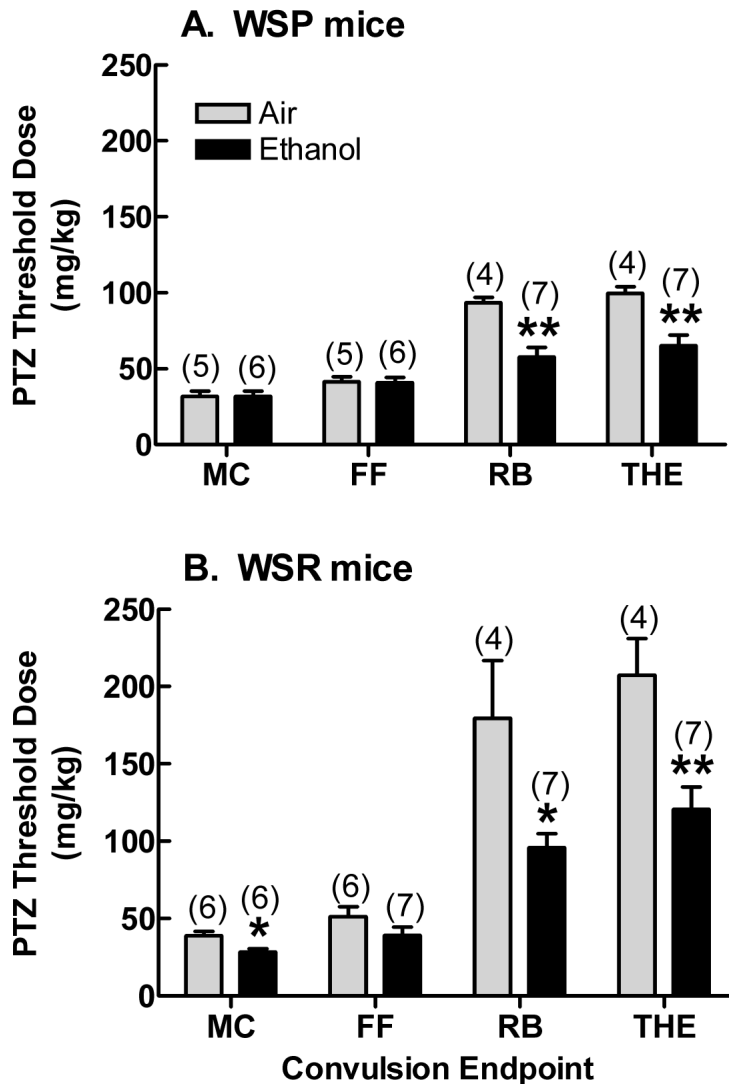 A. WSP mice
PTZ Threshold Dose
(mg/kg)
250
200
150
100
50
0
Air
Ethanol
(5) (6) (5) (6) (4) (7) (4) (7)
** **
MC FF RB THE
B. WSR mice
PTZ Threshold Dose
(mg/kg)
250
200
150
100
50
0
(6) (6) (6) (7) (4) (7) (4) (7)
* * **
MC FF RB THE
Convulsion Endpoint